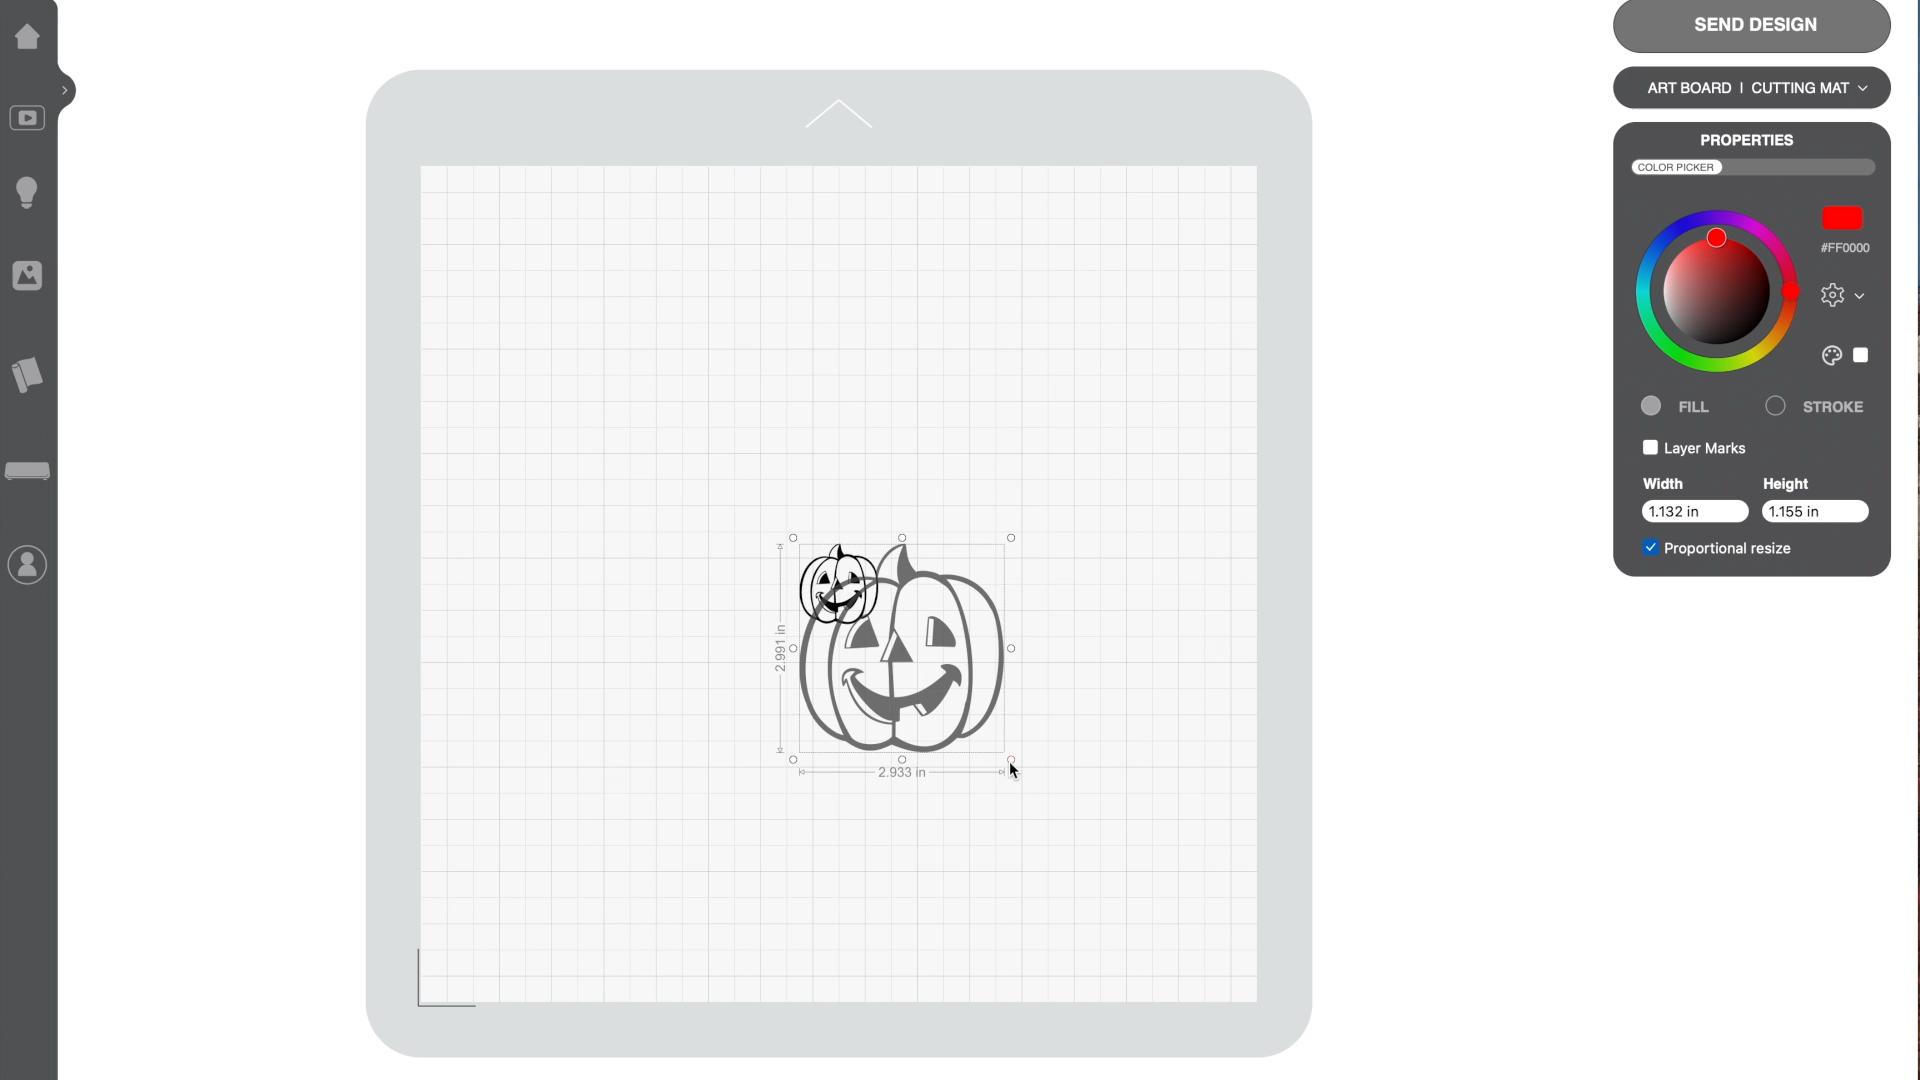 SEND DESIGN
ART BOARD | CUTTING MAT
PROPERTIES
COLOR PICKER
#FF0000
FILL STROKE
Layer Marks
Width Height
1.132 in 1.155 in
Proportional resize
2.991 in
2.933 in